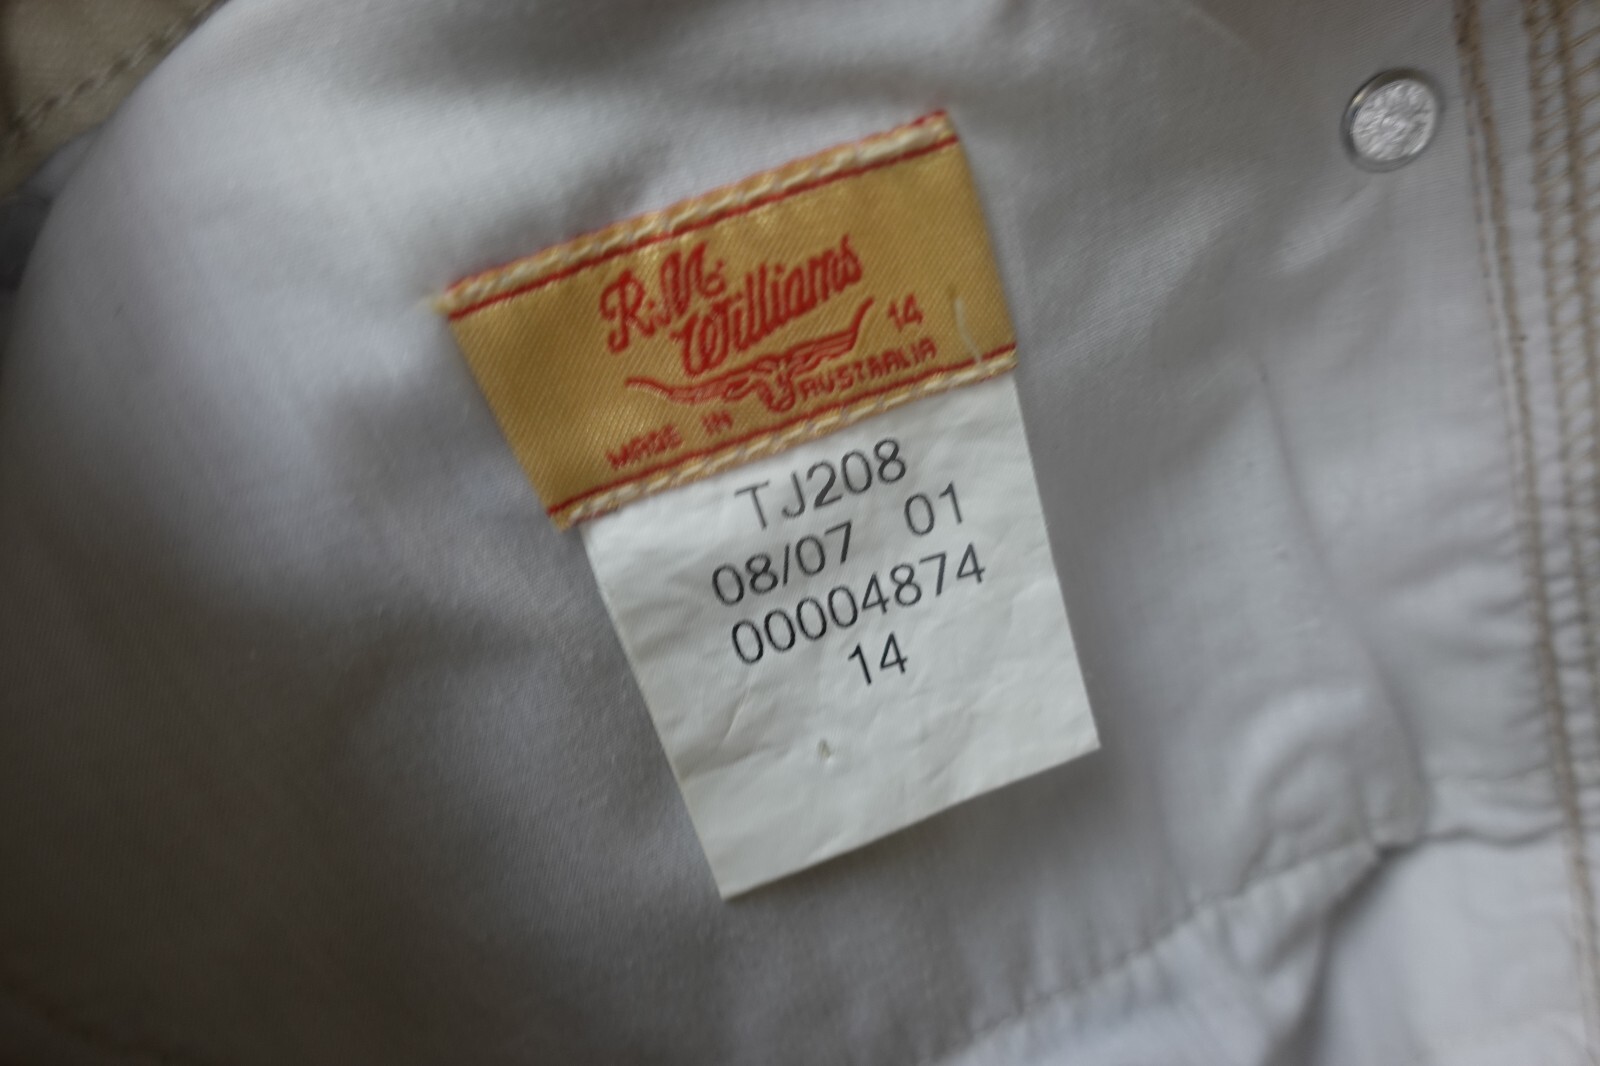 R.M.
Williams
14
MADE IN AUSTRALIA
TJ208
08/07 01
00004874
14